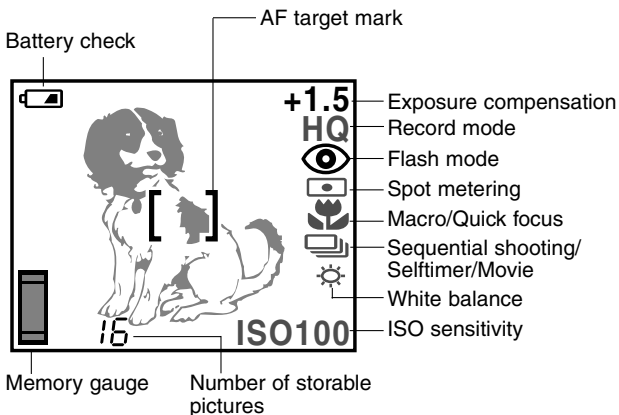 AF target mark
Battery check
+1.5
Exposure compensation
HQ
Record mode
Flash mode
Spot metering
Macro/Quick focus
Sequential shooting/
Selftimer/Movie
White balance
16
ISO100
ISO sensitivity
Memory gauge
Number of storable
pictures